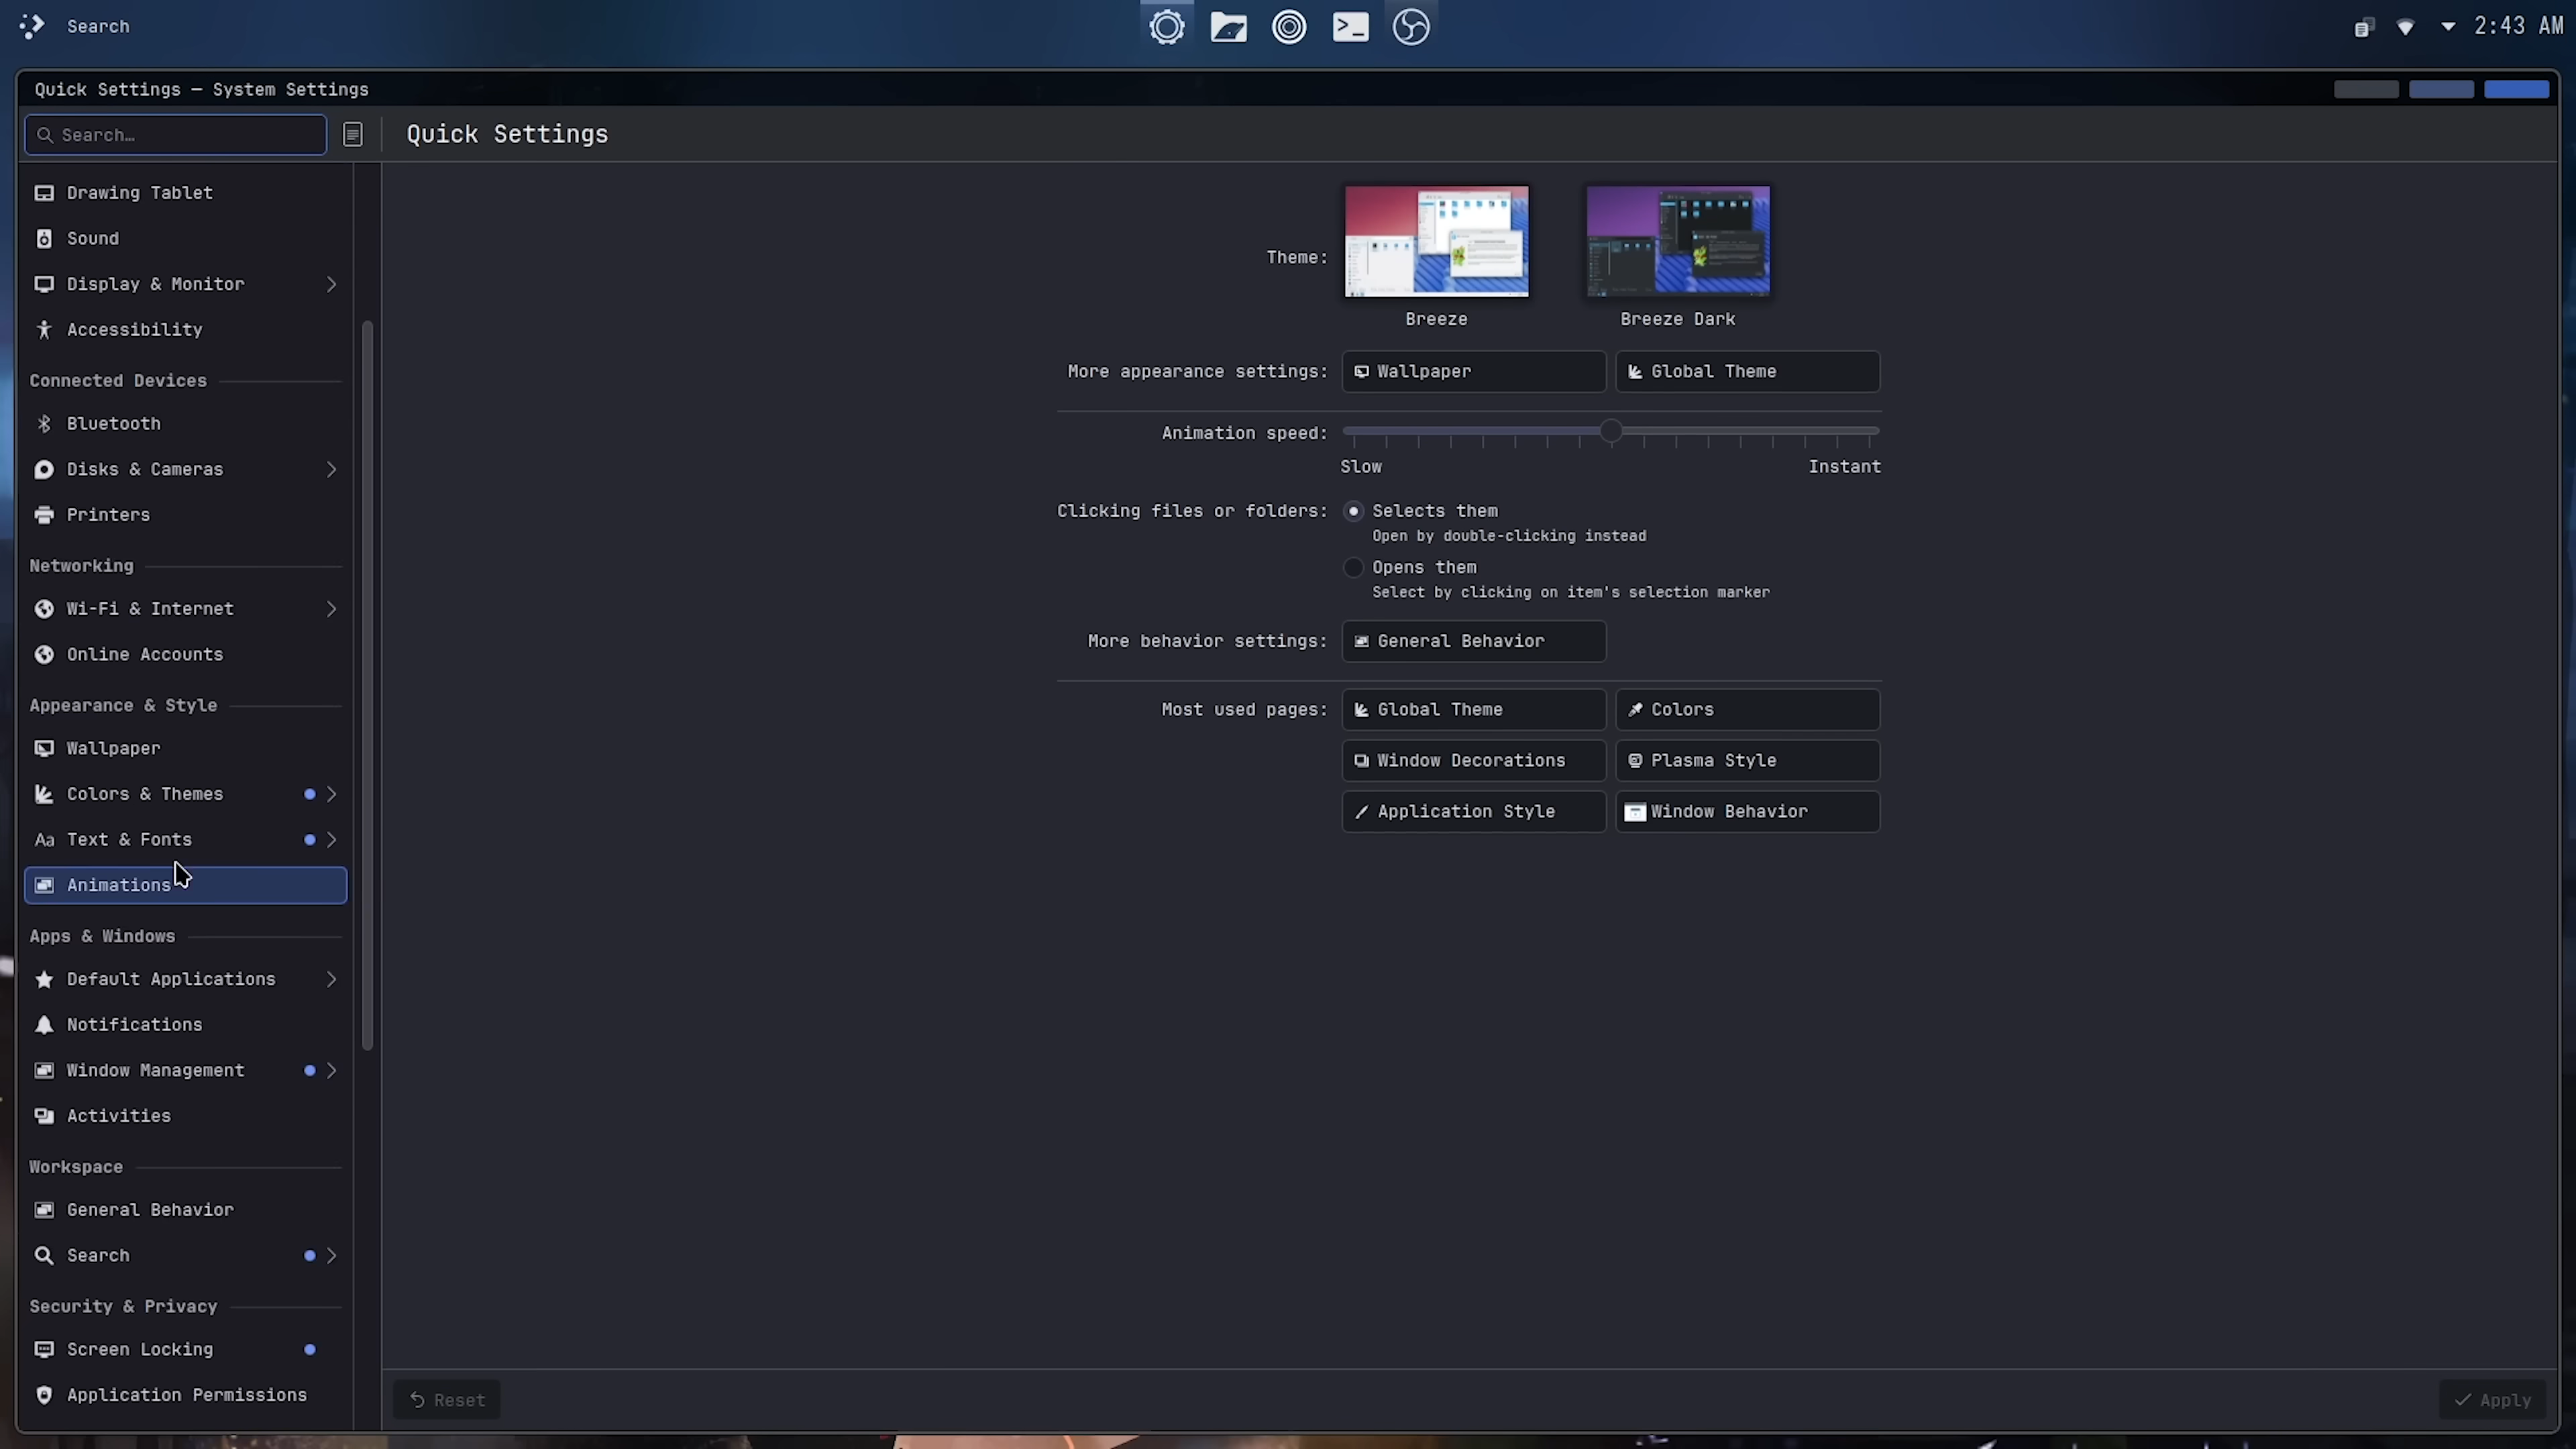 Search
2:43 AM
Quick Settings — System Settings
Search…
Quick Settings
Drawing Tablet
Sound
Display & Monitor
Accessibility
Connected Devices
Bluetooth
Disks & Cameras
Printers
Networking
Wi-Fi & Internet
Online Accounts
Appearance & Style
Wallpaper
Colors & Themes
Aa Text & Fonts
Animations
Apps & Windows
Default Applications
Notifications
Window Management
Activities
Workspace
General Behavior
Search
Security & Privacy
Screen Locking
Application Permissions
Theme:
Breeze
Breeze Dark
More appearance settings:
Wallpaper
Global Theme
Animation speed:
Slow
Instant
Clicking files or folders:
Selects them
Open by double-clicking instead
Opens them
Select by clicking on item's selection marker
More behavior settings:
General Behavior
Most used pages:
Global Theme
Colors
Window Decorations
Plasma Style
Application Style
Window Behavior
Reset
Apply